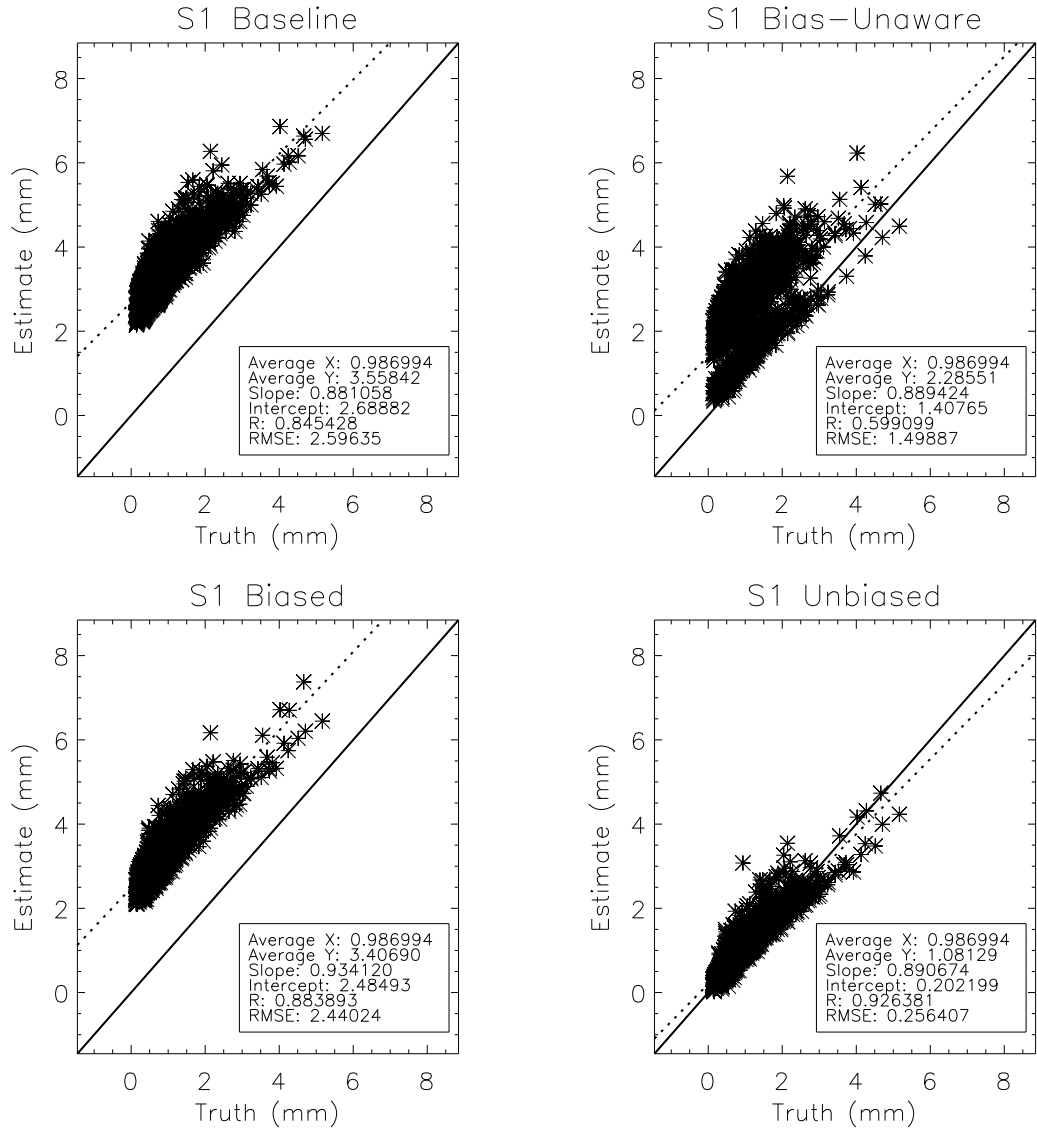 S1 Baseline
Estimate (mm)
8
6
4
2
0
Average X: 0.986994
Average Y: 3.55842
Slope: 0.881058
Intercept: 2.68882
R: 0.845428
RMSE: 2.59635
0 2 4 6 8
Truth (mm)
S1 Bias-Unaware
Estimate (mm)
8
6
4
2
0
Average X: 0.986994
Average Y: 2.28551
Slope: 0.889424
Intercept: 1.40765
R: 0.599099
RMSE: 1.49887
0 2 4 6 8
Truth (mm)
S1 Biased
Estimate (mm)
8
6
4
2
0
Average X: 0.986994
Average Y: 3.40690
Slope: 0.934120
Intercept: 2.48493
R: 0.883893
RMSE: 2.44024
0 2 4 6 8
Truth (mm)
S1 Unbiased
Estimate (mm)
8
6
4
2
0
Average X: 0.986994
Average Y: 1.08129
Slope: 0.890674
Intercept: 0.202199
R: 0.926381
RMSE: 0.256407
0 2 4 6 8
Truth (mm)